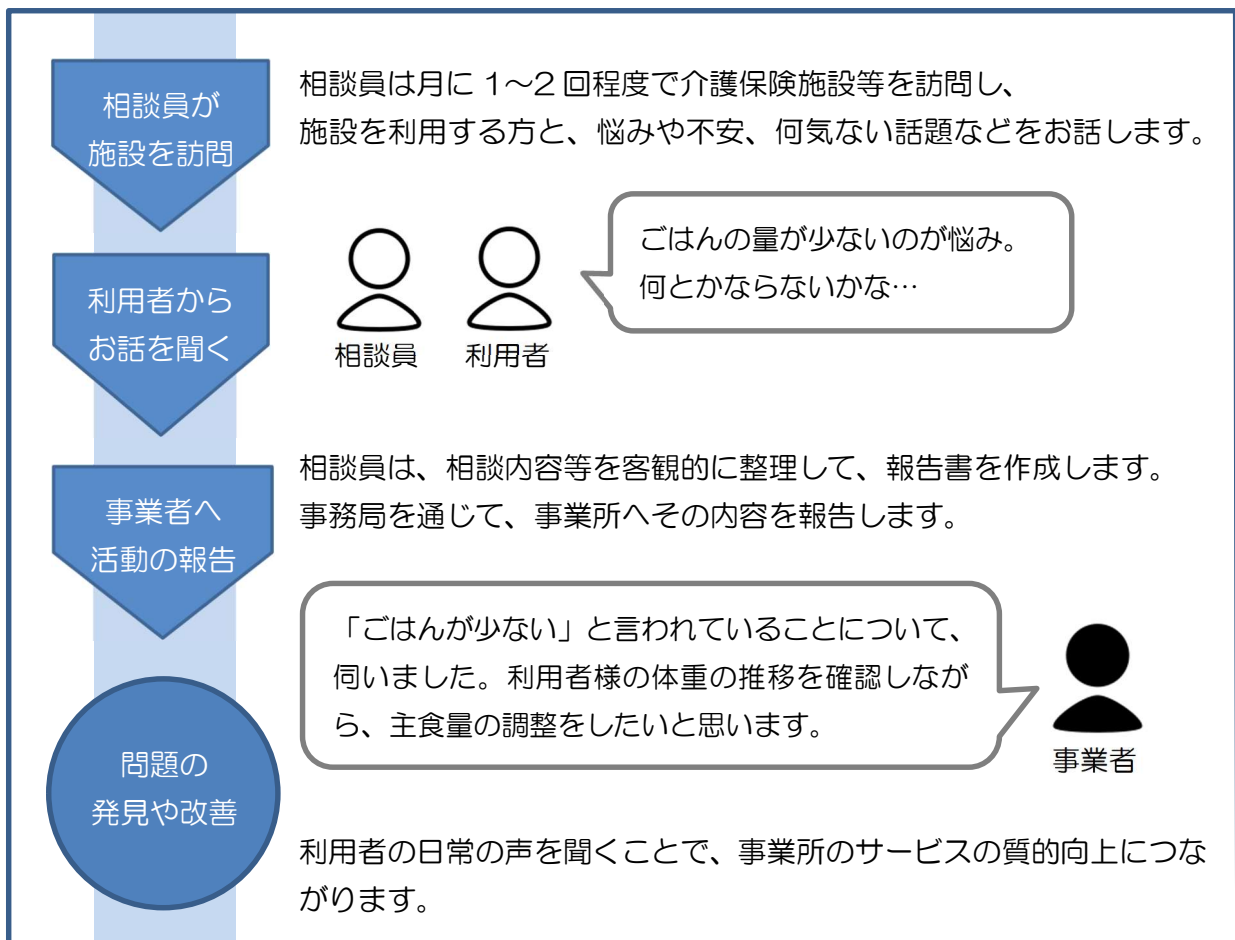 相談員が
施設を訪問
相談員は月に 1～2 回程度で介護保険施設等を訪問し、
施設を利用する方と、悩みや不安、何気ない話題などをお話します。
利用者から
お話を聞く
ごはんの量が少ないのが悩み。
何とかならないかな…
相談員
利用者
事業者へ
活動の報告
相談員は、相談内容等を客観的に整理して、報告書を作成します。
事務局を通じて、事業所へその内容を報告します。
「ごはんが少ない」と言われていることについて、
伺いました。利用者様の体重の推移を確認しなが
ら、主食量の調整をしたいと思います。
事業者
問題の
発見や改善
利用者の日常の声を聞くことで、事業所のサービスの質的向上につな
がります。